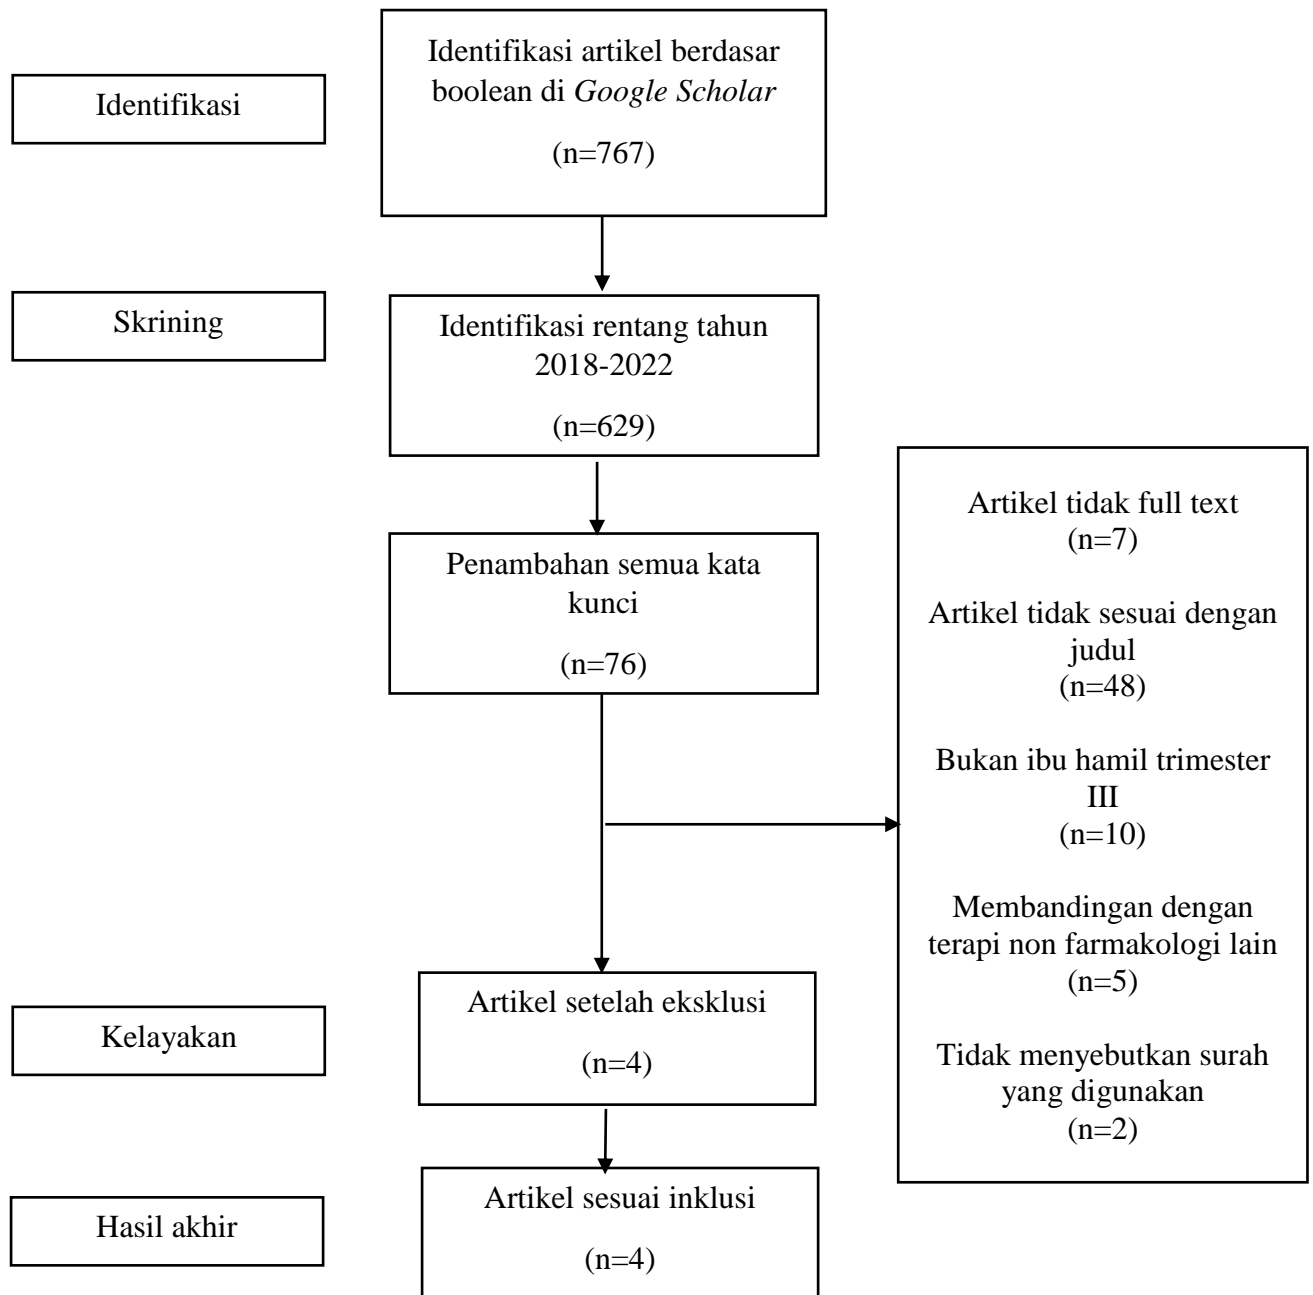 Identifikasi
Identifikasi artikel berdasar
boolean di Google Scholar
(n=767)
Skrining
Identifikasi rentang tahun
2018-2022
(n=629)
Penambahan semua kata
kunci
(n=76)
Artikel tidak full text
(n=7)
Artikel tidak sesuai dengan
judul
(n=48)
Bukan ibu hamil trimester
III
(n=10)
Membandingan dengan
terapi non farmakologi lain
(n=5)
Tidak menyebutkan surah
yang digunakan
(n=2)
Kelayakan
Artikel setelah eksklusi
(n=4)
Hasil akhir
Artikel sesuai inklusi
(n=4)